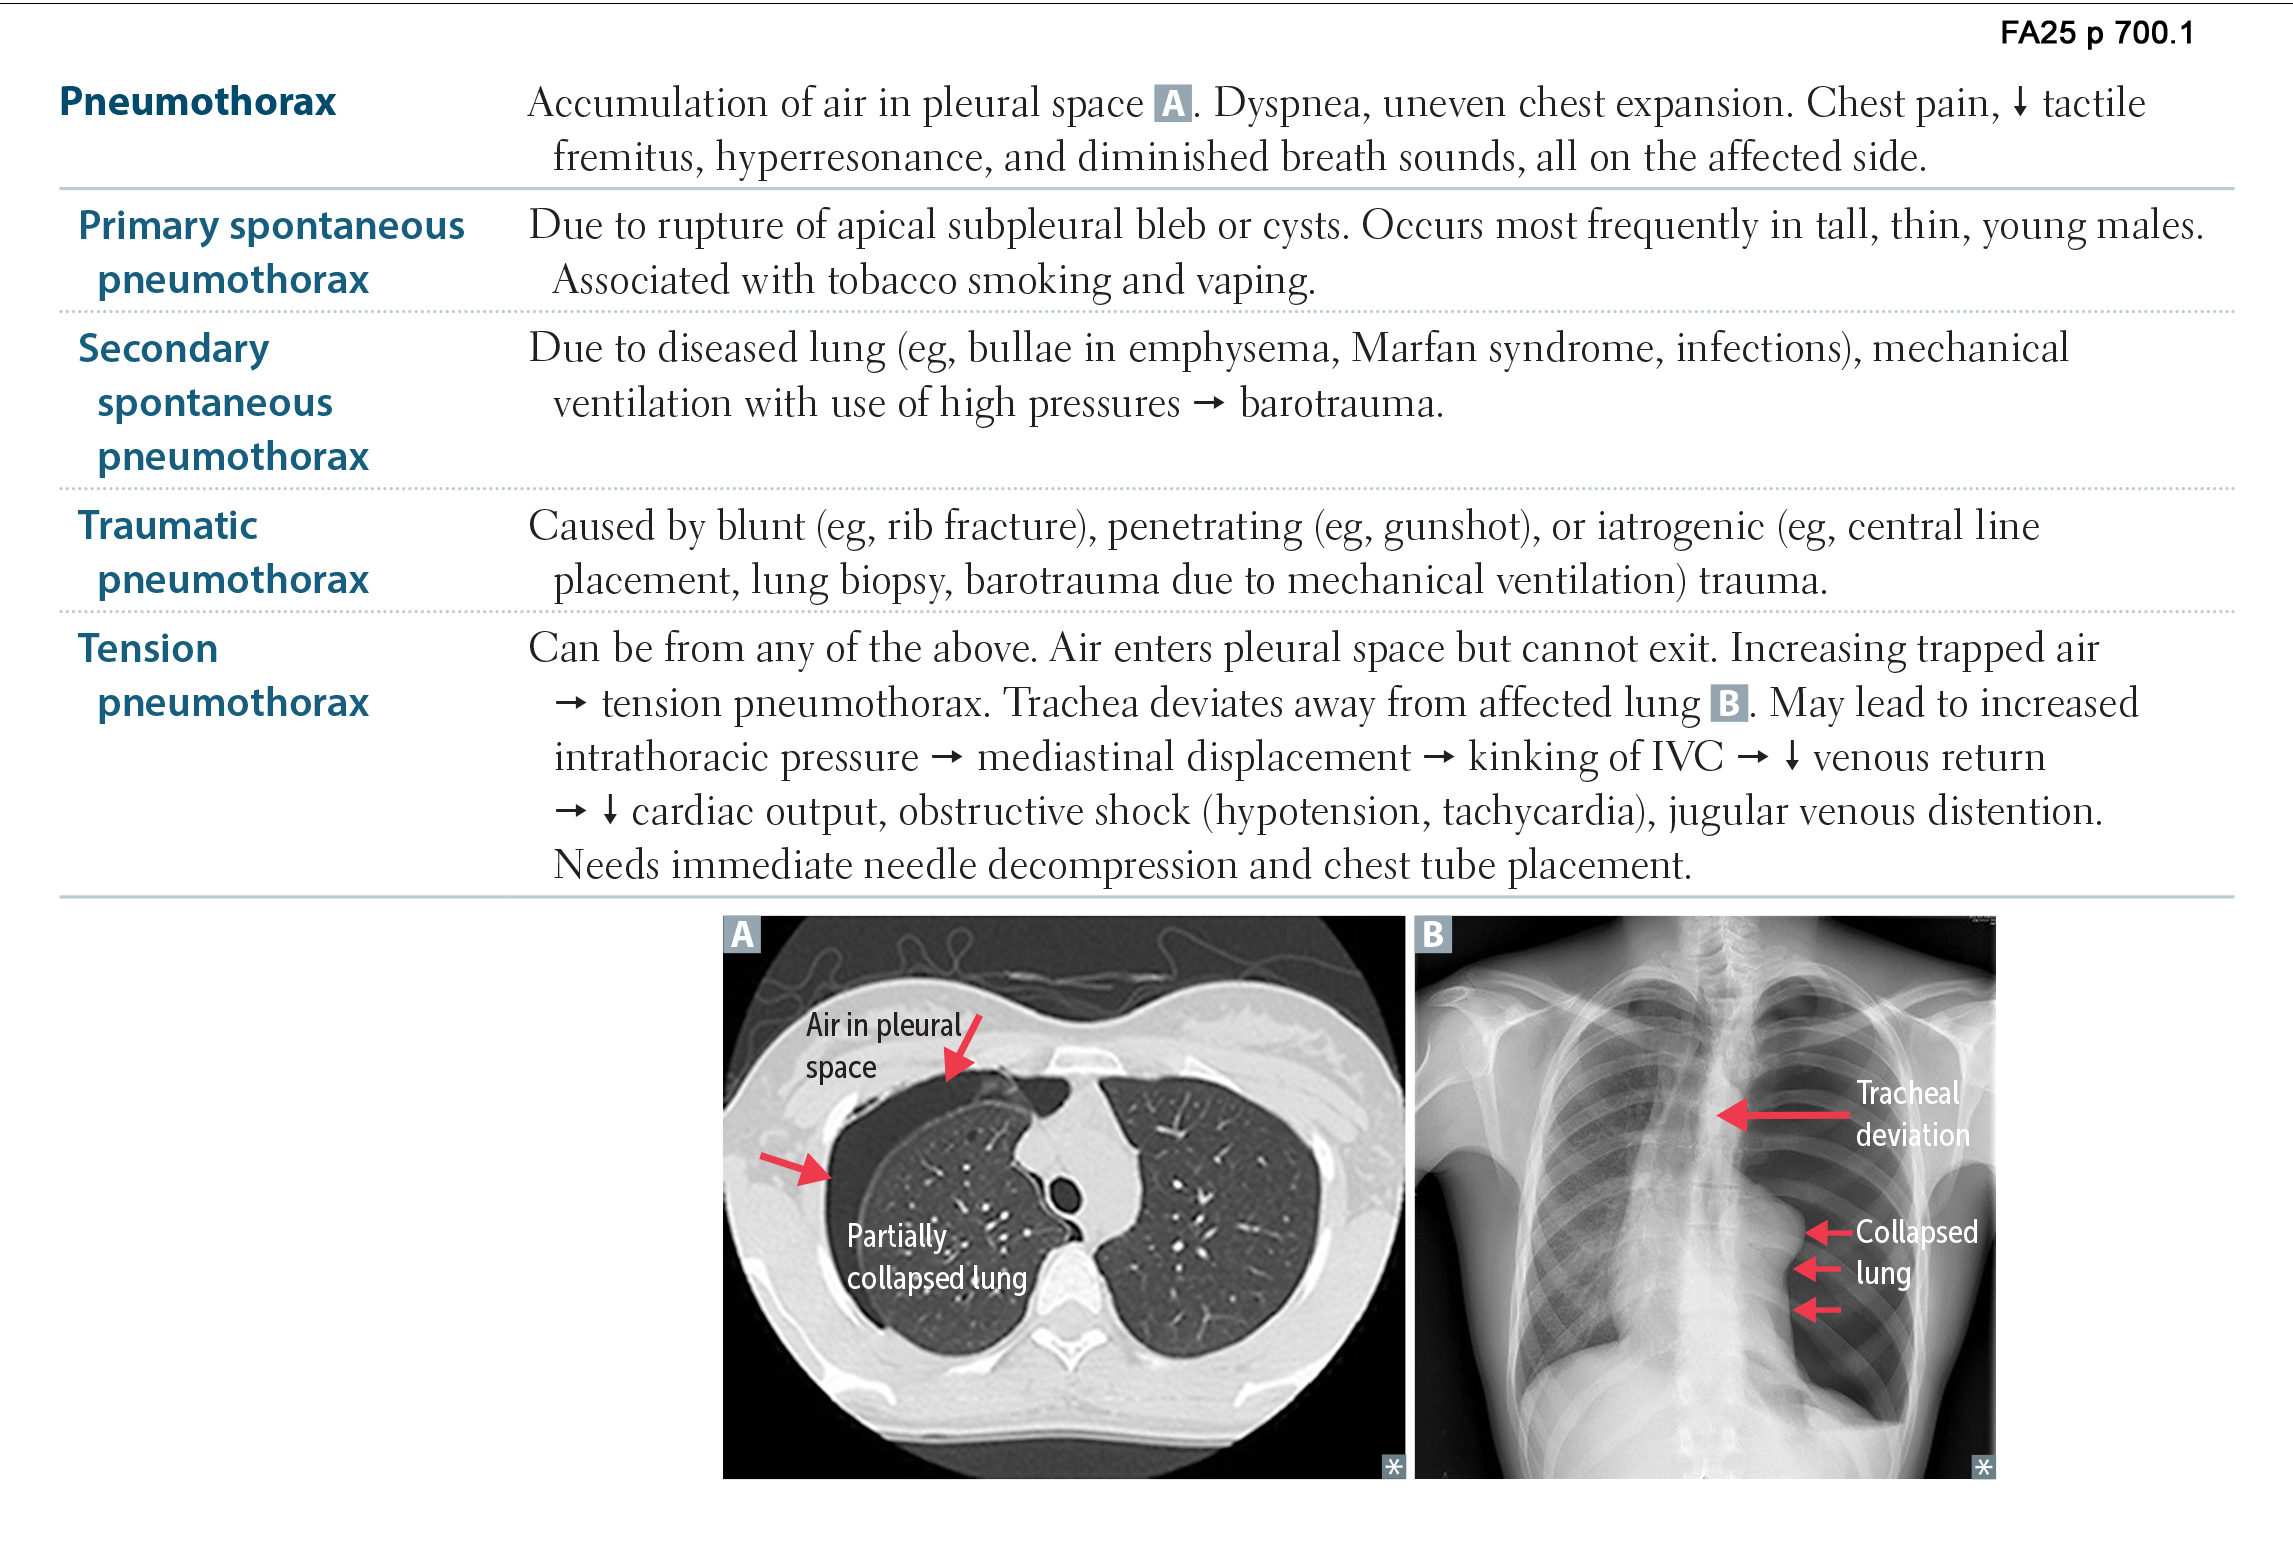 FA25 p 700.1
Pneumothorax
Accumulation of air in pleural space A. Dyspnea, uneven chest expansion. Chest pain, ↓ tactile
fremitus, hyperresonance, and diminished breath sounds, all on the affected side.
Primary spontaneous
pneumothorax
Due to rupture of apical subpleural bleb or cysts. Occurs most frequently in tall, thin, young males.
Associated with tobacco smoking and vaping.
Secondary
spontaneous
pneumothorax
Due to diseased lung (eg, bullae in emphysema, Marfan syndrome, infections), mechanical
ventilation with use of high pressures → barotrauma.
Traumatic
pneumothorax
Caused by blunt (eg, rib fracture), penetrating (eg, gunshot), or iatrogenic (eg, central line
placement, lung biopsy, barotrauma due to mechanical ventilation) trauma.
Tension
pneumothorax
Can be from any of the above. Air enters pleural space but cannot exit. Increasing trapped air
→ tension pneumothorax. Trachea deviates away from affected lung B. May lead to increased
intrathoracic pressure → mediastinal displacement → kinking of IVC → ↓ venous return
→ ↓ cardiac output, obstructive shock (hypotension, tachycardia), jugular venous distention.
Needs immediate needle decompression and chest tube placement.
A
Air in pleural
space
Partially
collapsed lung
*
B
Tracheal
deviation
Collapsed
lung
*